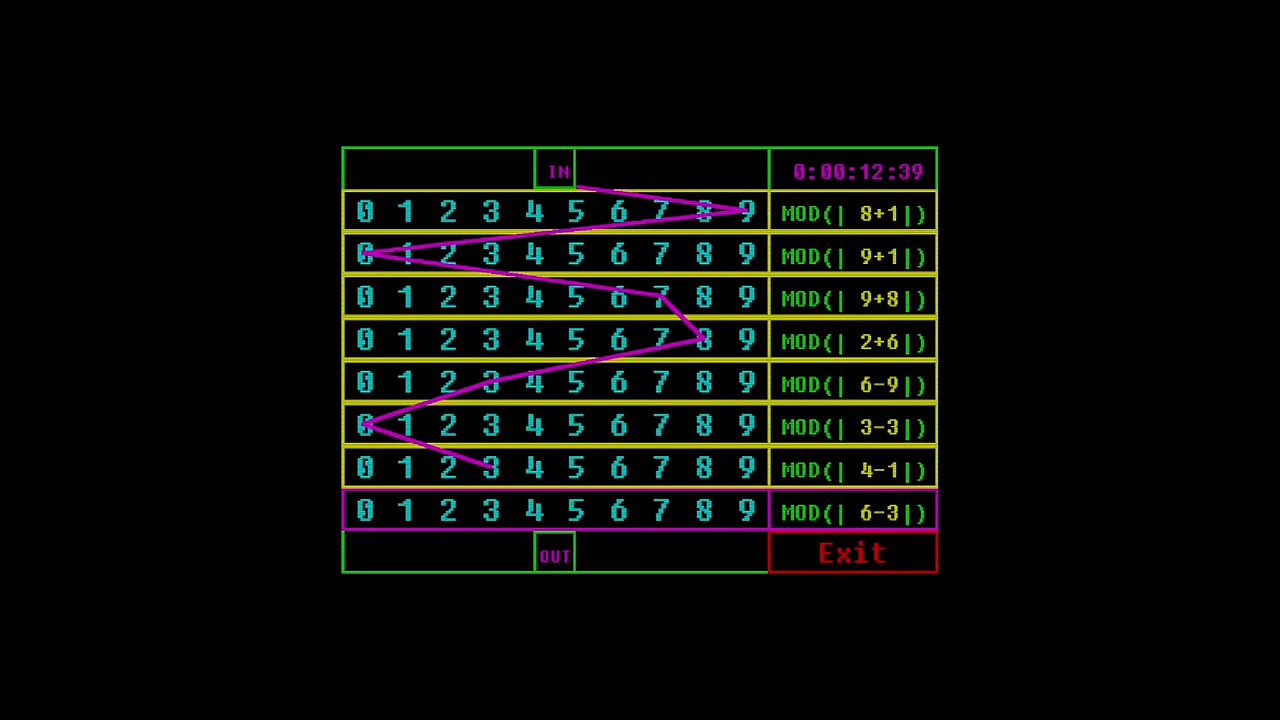 IN 0:00:12:39
0 1 2 3 4 5 6 7 8 9 MOD(| 8+1|)
0 1 2 3 4 5 6 7 8 9 MOD(| 9+1|)
0 1 2 3 4 5 6 7 8 9 MOD(| 9+8|)
0 1 2 3 4 5 6 7 8 9 MOD(| 2+6|)
0 1 2 3 4 5 6 7 8 9 MOD(| 6-9|)
0 1 2 3 4 5 6 7 8 9 MOD(| 3-3|)
0 1 2 3 4 5 6 7 8 9 MOD(| 4-1|)
0 1 2 3 4 5 6 7 8 9 MOD(| 6-3|)
OUT Exit